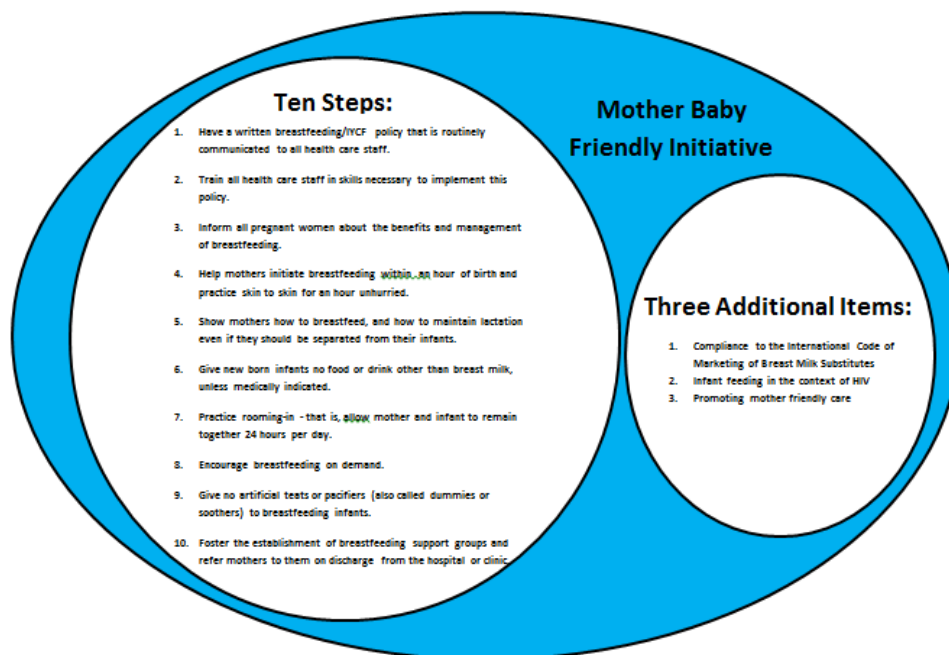 Ten Steps:
1. Have a written breastfeeding/IYCF policy that is routinely
communicated to all health care staff.
2. Train all health care staff in skills necessary to implement this
policy.
3. Inform all pregnant women about the benefits and management
of breastfeeding.
4. Help mothers initiate breastfeeding within an hour of birth and
practice skin to skin for an hour unhurried.
5. Show mothers how to breastfeed, and how to maintain lactation
even if they should be separated from their infants.
6. Give new born infants no food or drink other than breast milk,
unless medically indicated.
7. Practice rooming-in - that is, allow mother and infant to remain
together 24 hours per day.
8. Encourage breastfeeding on demand.
9. Give no artificial teats or pacifiers (also called dummies or
soothers) to breastfeeding infants.
10. Foster the establishment of breastfeeding support groups and
refer mothers to them on discharge from the hospital or clinic
Mother Baby
Friendly Initiative
Three Additional Items:
1. Compliance to the International Code of
Marketing of Breast Milk Substitutes
2. Infant feeding in the context of HIV
3. Promoting mother friendly care